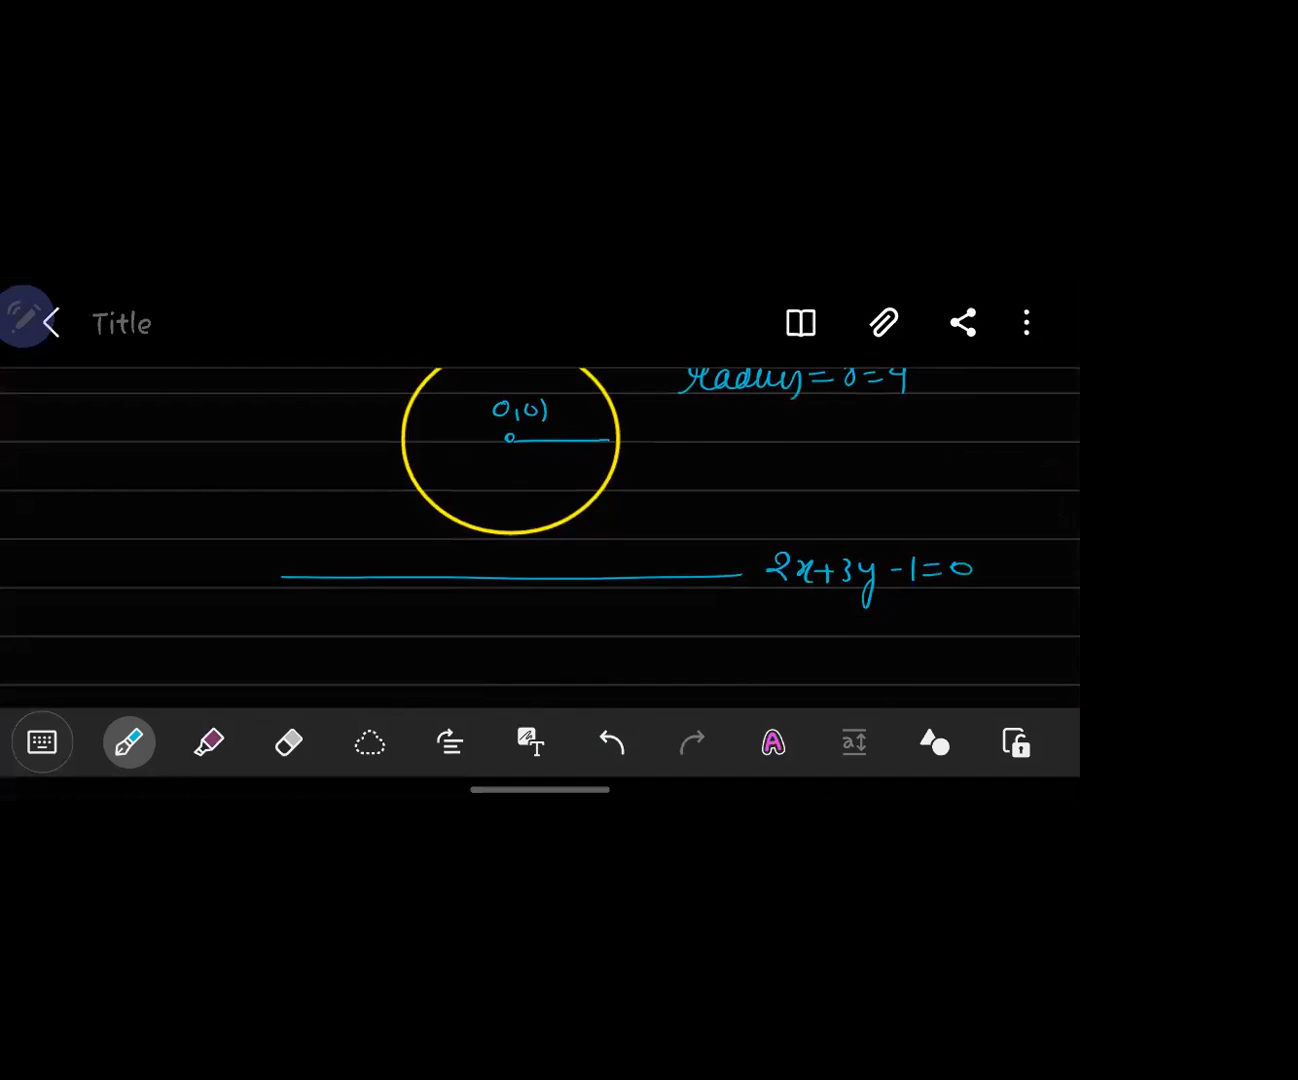 Title
Radius = r = 4
0,0)
2x+3y-1=0